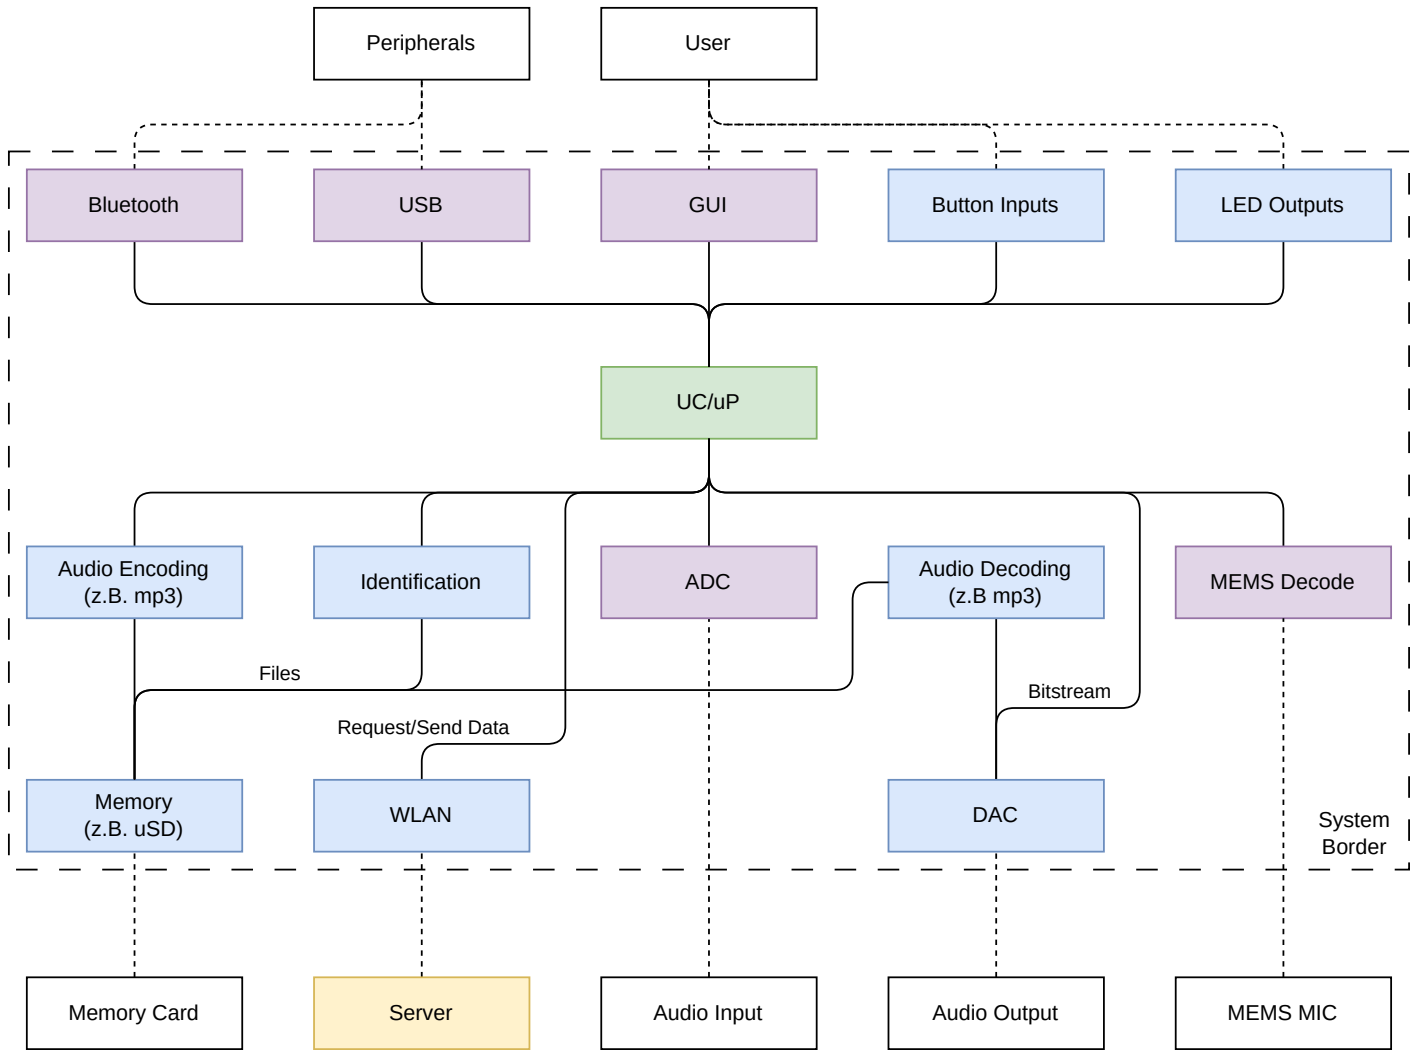 Peripherals
User
Bluetooth
USB
GUI
Button Inputs
LED Outputs
UC/uP
Audio Encoding
(z.B. mp3)
Identification
ADC
Audio Decoding
(z.B mp3)
MEMS Decode
Files
Bitstream
Request/Send Data
Memory
(z.B. uSD)
WLAN
DAC
System
Border
Memory Card
Server
Audio Input
Audio Output
MEMS MIC